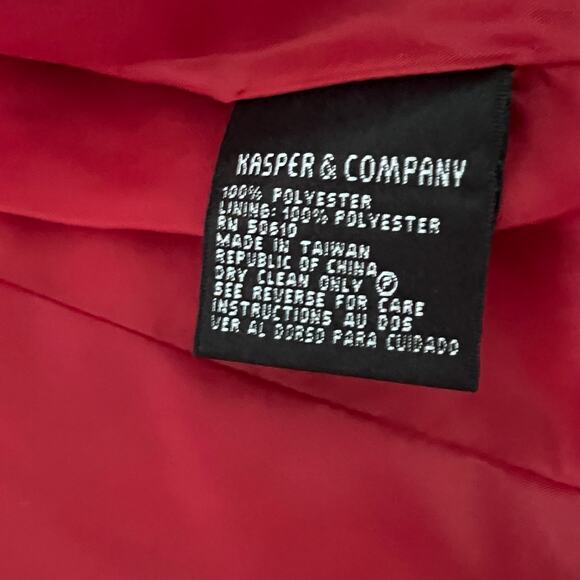 KASPER & COMPANY
100% POLYESTER
LINING: 100% POLYESTER
RN 50610
MADE IN TAIWAN
REPUBLIC OF CHINA
DRY CLEAN ONLY Ⓟ
SEE REVERSE FOR CARE
INSTRUCTIONS AU DOS
VER AL DORSO PARA CUIDADO